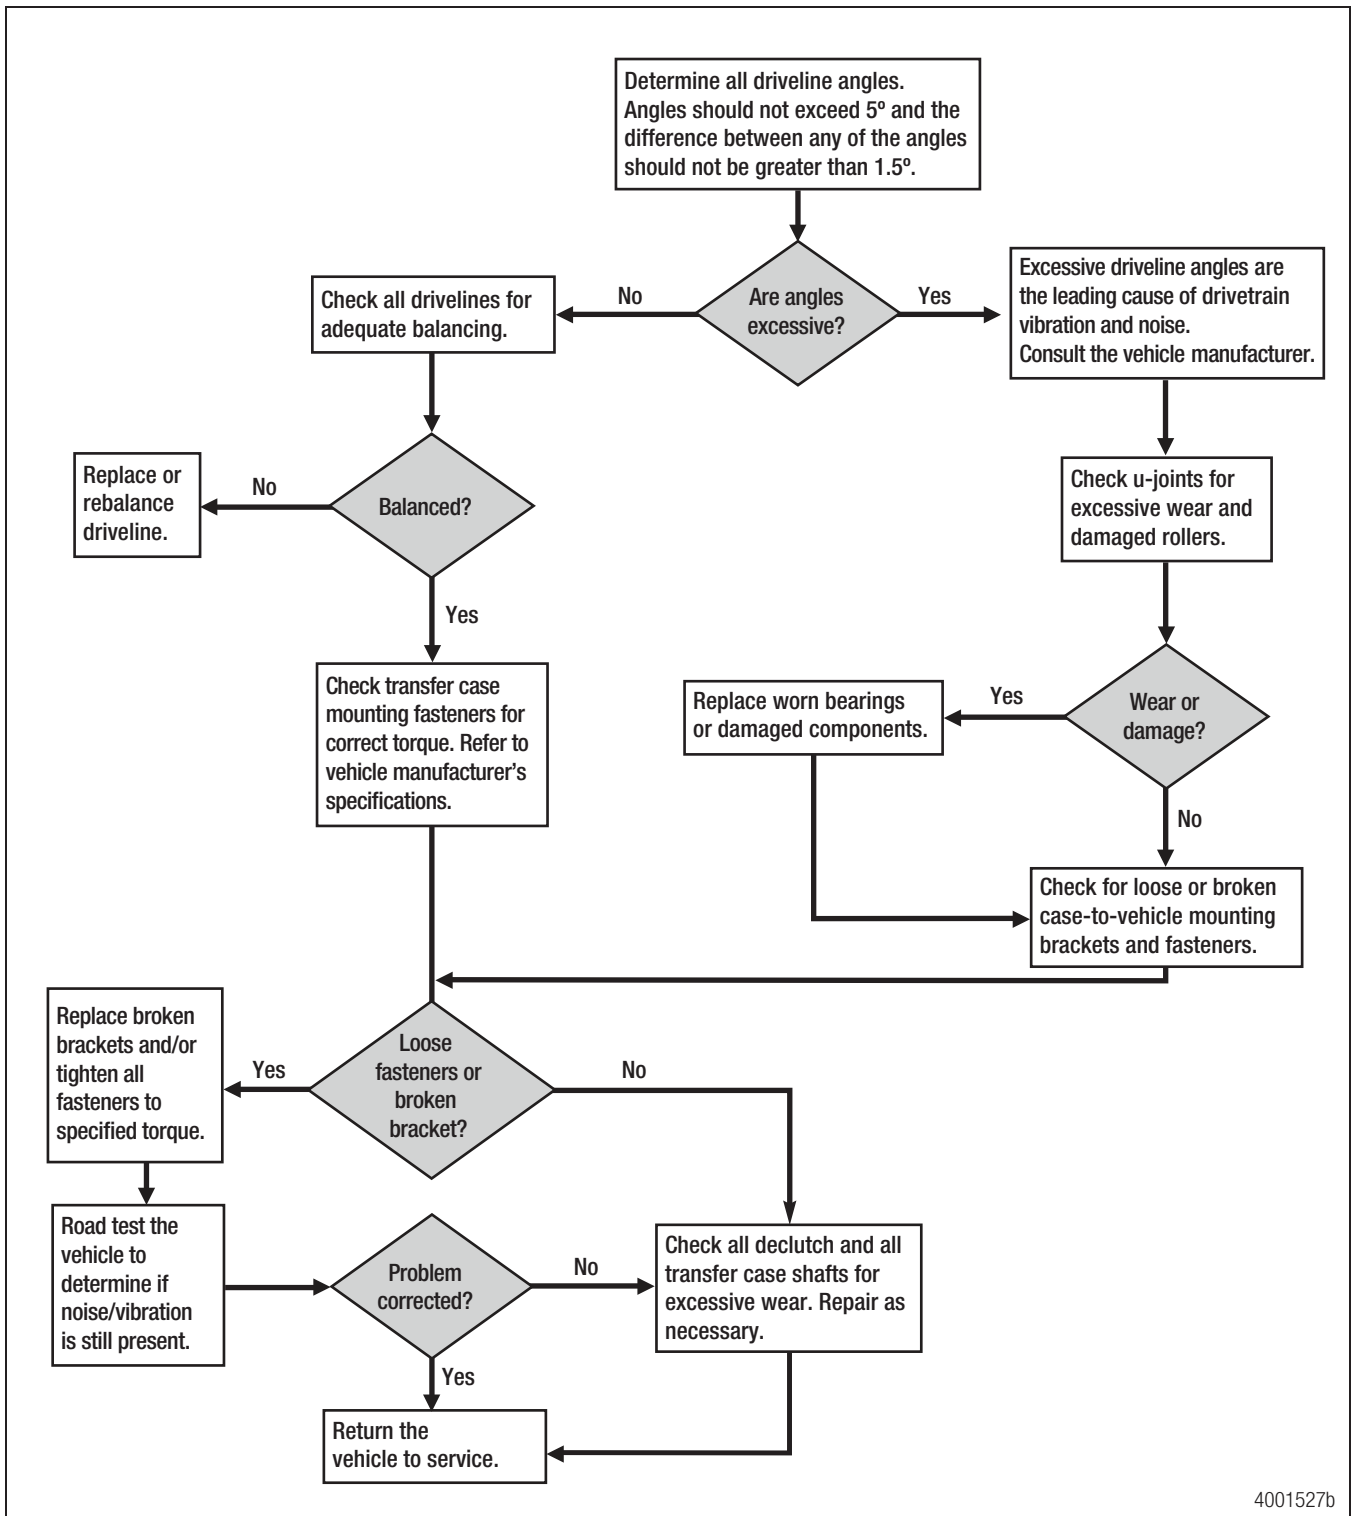 Determine all driveline angles.
Angles should not exceed 5º and the
difference between any of the angles
should not be greater than 1.5º.
Are angles
excessive?
No
Yes
Check all drivelines for
adequate balancing.
Excessive driveline angles are
the leading cause of drivetrain
vibration and noise.
Consult the vehicle manufacturer.
Balanced?
No
Replace or
rebalance
driveline.
Yes
Check u-joints for
excessive wear and
damaged rollers.
Check transfer case
mounting fasteners for
correct torque. Refer to
vehicle manufacturer’s
specifications.
Wear or
damage?
Yes
Replace worn bearings
or damaged components.
No
Check for loose or broken
case-to-vehicle mounting
brackets and fasteners.
Loose
fasteners or
broken
bracket?
Yes
No
Replace broken
brackets and/or
tighten all
fasteners to
specified torque.
Road test the
vehicle to
determine if
noise/vibration
is still present.
Problem
corrected?
No
Check all declutch and all
transfer case shafts for
excessive wear. Repair as
necessary.
Yes
Return the
vehicle to service.
4001527b